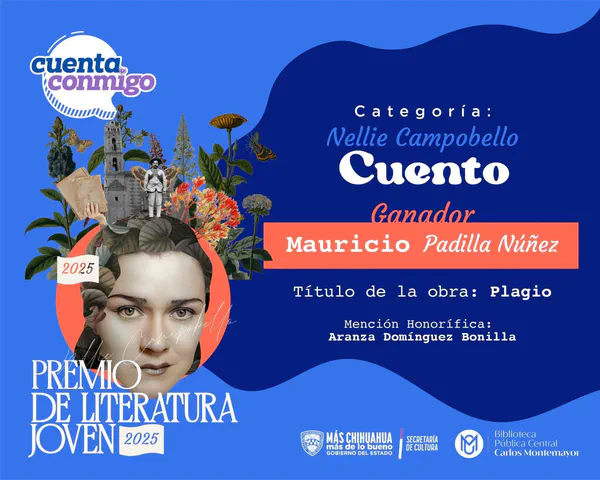 cuenta
conmigo
Categoría:
Nellie Campobello
Cuento
Ganador
Mauricio Padilla Núñez
Título de la obra: Plagio
Mención Honorífica:
Aranza Domínguez Bonilla
2025
PREMIO
DE LITERATURA
JOVEN 2025
MÁS CHIHUAHUA
más de lo bueno
GOBIERNO DEL ESTADO
SECRETARÍA
DE CULTURA
Biblioteca
Pública Central
Carlos Montemayor